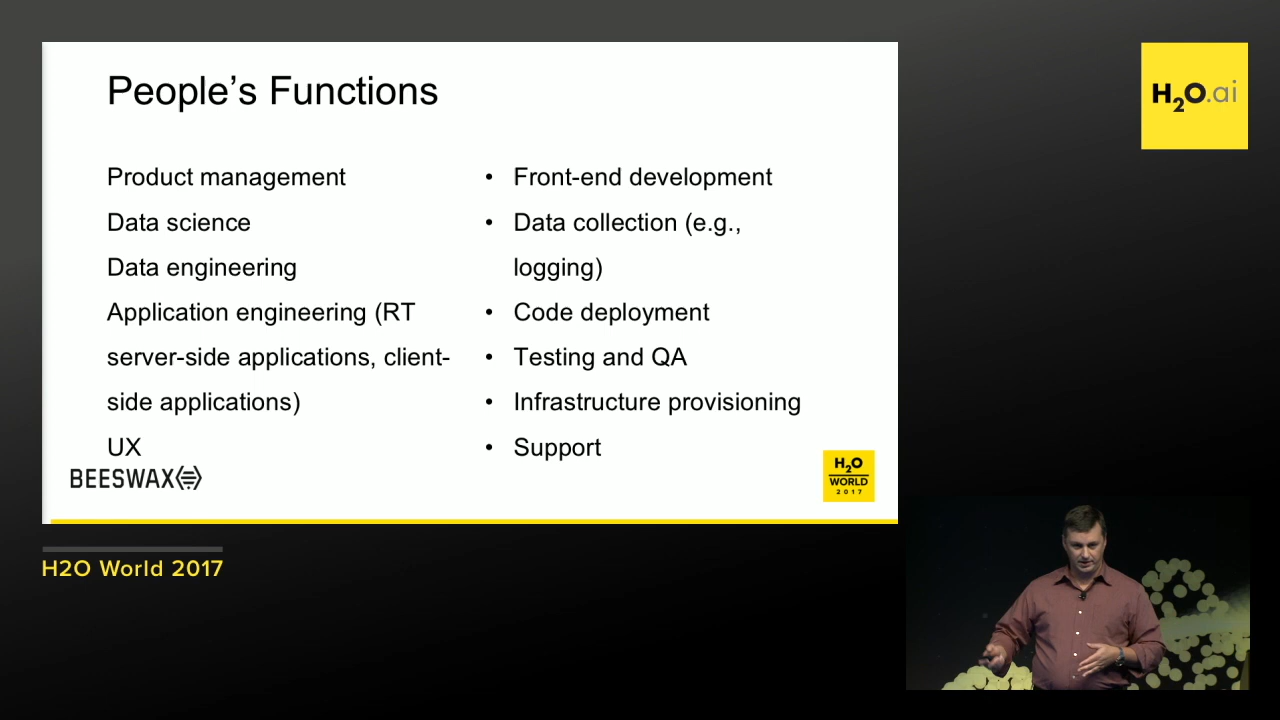 People's Functions
Product management
Data science
Data engineering
Application engineering (RT
server-side applications, client-
side applications)
UX
• Front-end development
• Data collection (e.g.,
logging)
• Code deployment
• Testing and QA
• Infrastructure provisioning
• Support
BEESWAX
H2O
WORLD
2017
H2O.ai
H2O World 2017